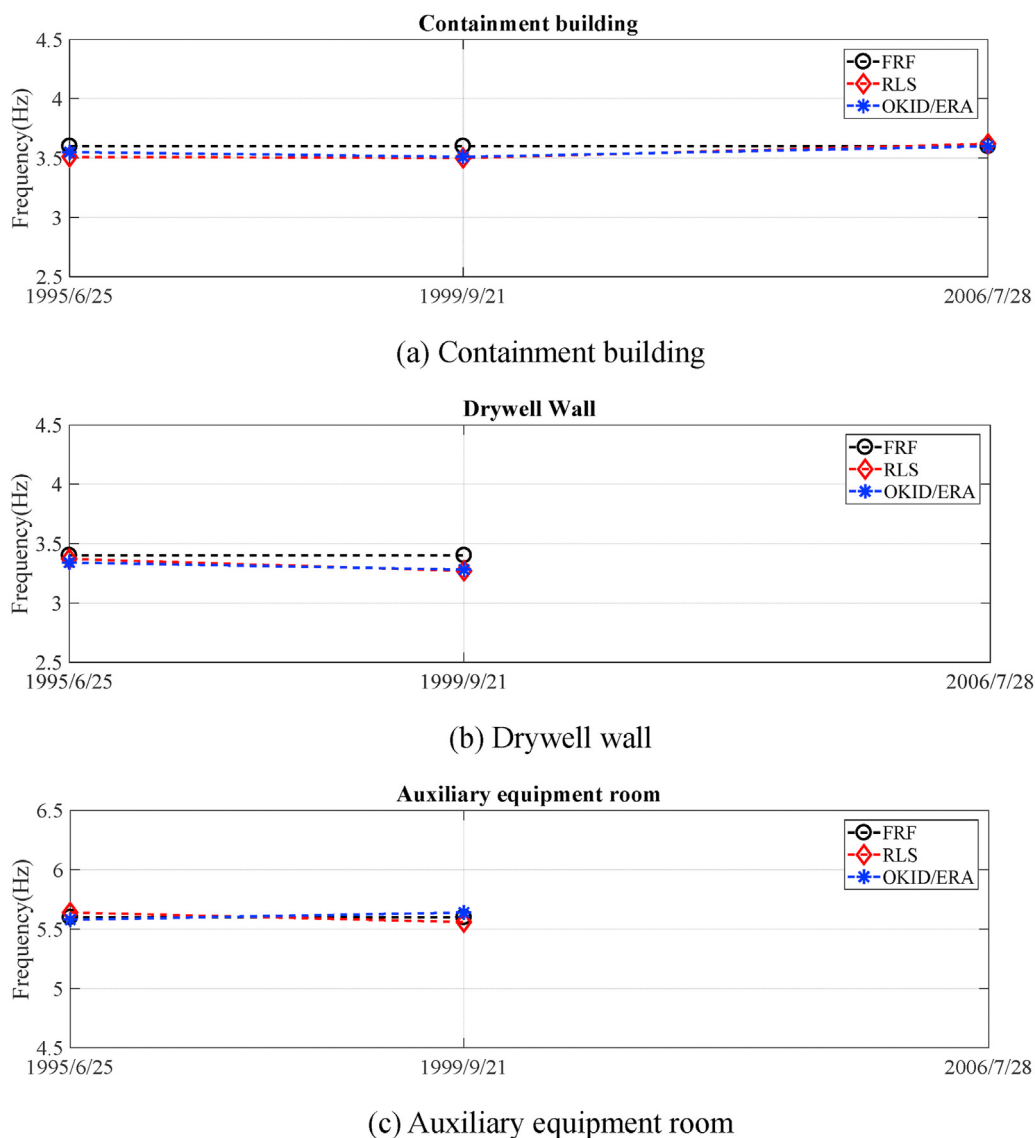 Containment building
4.5
4
3.5
3
2.5
Frequency(Hz)
FRF
RLS
OKID/ERA
1995/6/25
1999/9/21
2006/7/28
(a) Containment building
Drywell Wall
4.5
4
3.5
3
2.5
Frequency(Hz)
FRF
RLS
OKID/ERA
1995/6/25
1999/9/21
2006/7/28
(b) Drywell wall
Auxiliary equipment room
6.5
6
5.5
5
4.5
Frequency(Hz)
FRF
RLS
OKID/ERA
1995/6/25
1999/9/21
2006/7/28
(c) Auxiliary equipment room